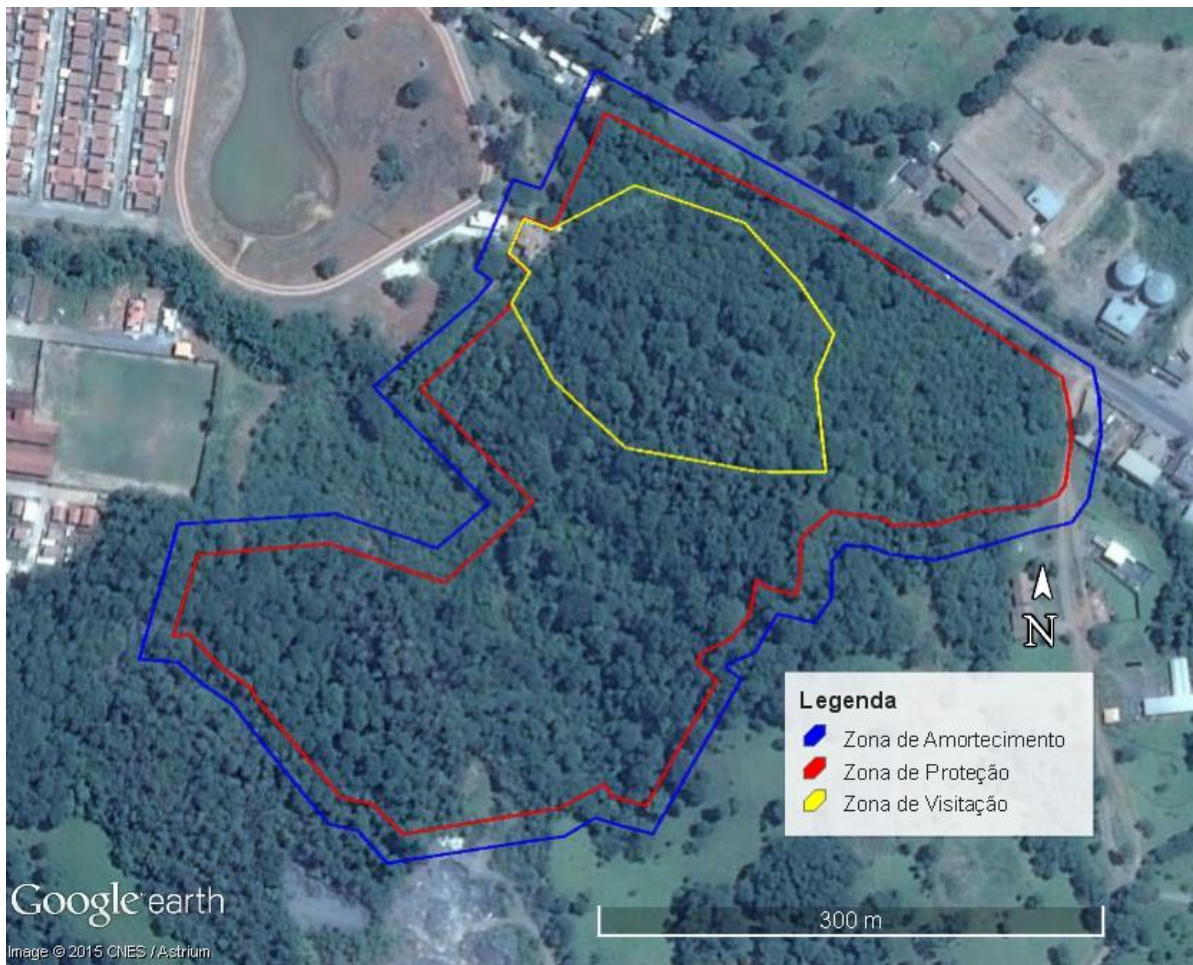 N
Legenda
Zona de Amortecimento
Zona de Proteção
Zona de Visitação
Google earth
300 m
Image © 2015 CNES / Astrium